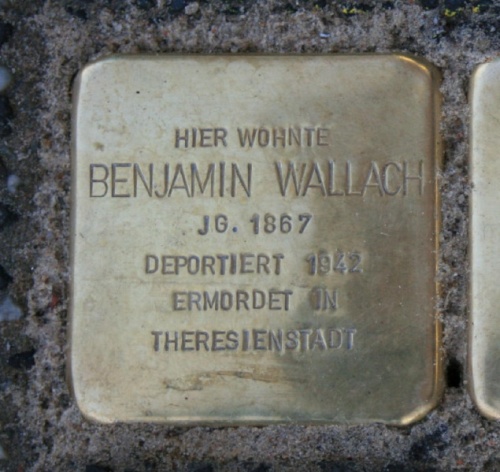 HIER WOHNTE
BENJAMIN WALLACH
JG. 1867
DEPORTIERT 1942
ERMORDET IN
THERESIENSTADT